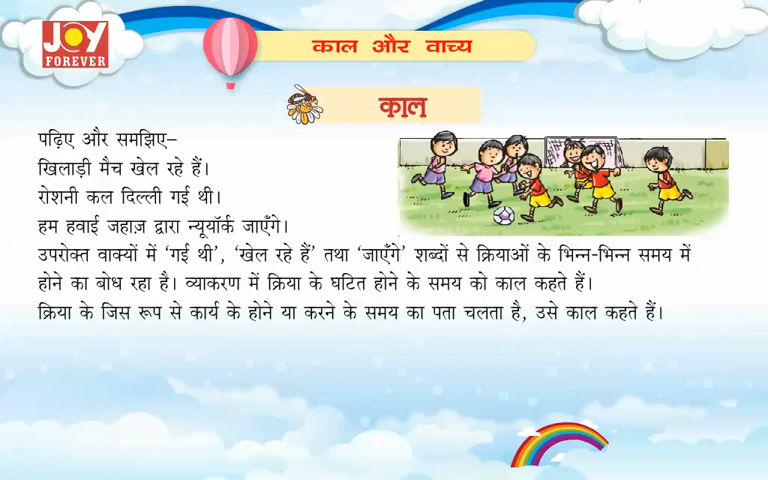 JOY
FOREVER
काल और वाच्य
काल
पढ़िए और समझिए–
खिलाड़ी मैच खेल रहे हैं।
रोशनी कल दिल्ली गई थी।
हम हवाई जहाज़ द्वारा न्यूयॉर्क जाएँगे।
उपरोक्त वाक्यों में ‘गई थी’, ‘खेल रहे हैं’ तथा ‘जाएँगे’ शब्दों से क्रियाओं के भिन्न-भिन्न समय में
होने का बोध रहा है। व्याकरण में क्रिया के घटित होने के समय को काल कहते हैं।
क्रिया के जिस रूप से कार्य के होने या करने के समय का पता चलता है, उसे काल कहते हैं।